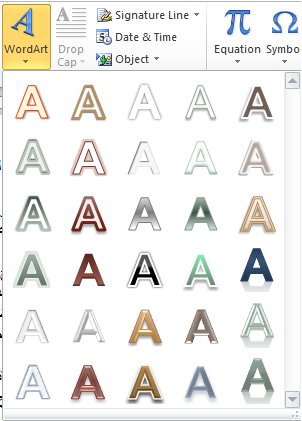 WordArt
Drop
Cap
Signature Line
Date & Time
Object
Equation
Symbo
A A A A A
A A A A A
A A A A A
A A A A A
A A A A A
A A A A A